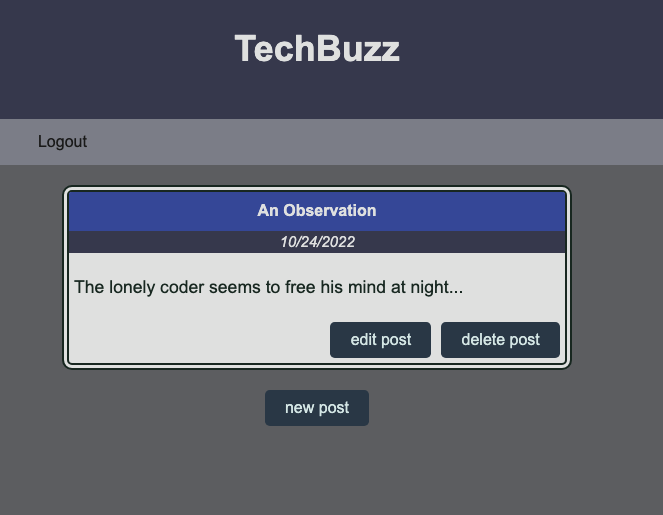 TechBuzz
Logout
An Observation
10/24/2022
The lonely coder seems to free his mind at night...
edit post delete post
new post